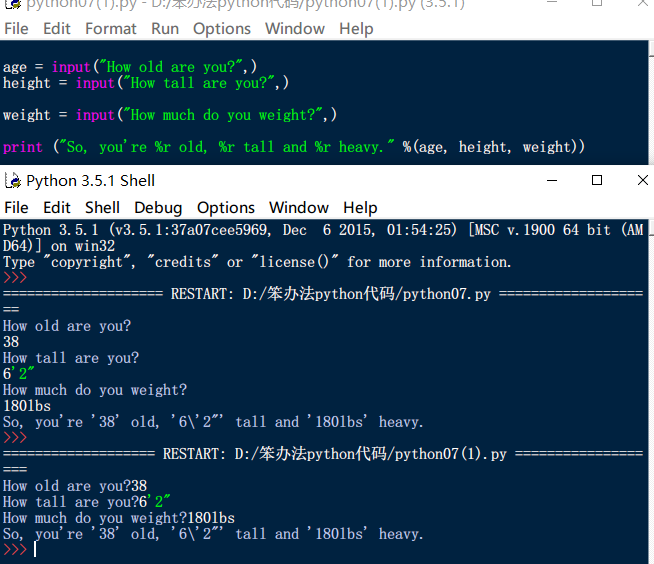 python07(1).py - D:/笨办法python代码/python07(1).py (3.5.1)
File Edit Format Run Options Window Help
age = input("How old are you?",)
height = input("How tall are you?",)
weight = input("How much do you weight?",)
print ("So, you're %r old, %r tall and %r heavy." %(age, height, weight))
Python 3.5.1 Shell
File Edit Shell Debug Options Window Help
Python 3.5.1 (v3.5.1:37a07cee5969, Dec  6 2015, 01:54:25) [MSC v.1900 64 bit (AM
D64)] on win32
Type "copyright", "credits" or "license()" for more information.
>>>
==================== RESTART: D:/笨办法python代码/python07.py ==================
==
How old are you?
38
How tall are you?
6'2"
How much do you weight?
180lbs
So, you're '38' old, '6\'2"' tall and '180lbs' heavy.
>>>
=================== RESTART: D:/笨办法python代码/python07(1).py ================
===
How old are you?38
How tall are you?6'2"
How much do you weight?180lbs
So, you're '38' old, '6\'2"' tall and '180lbs' heavy.
>>>